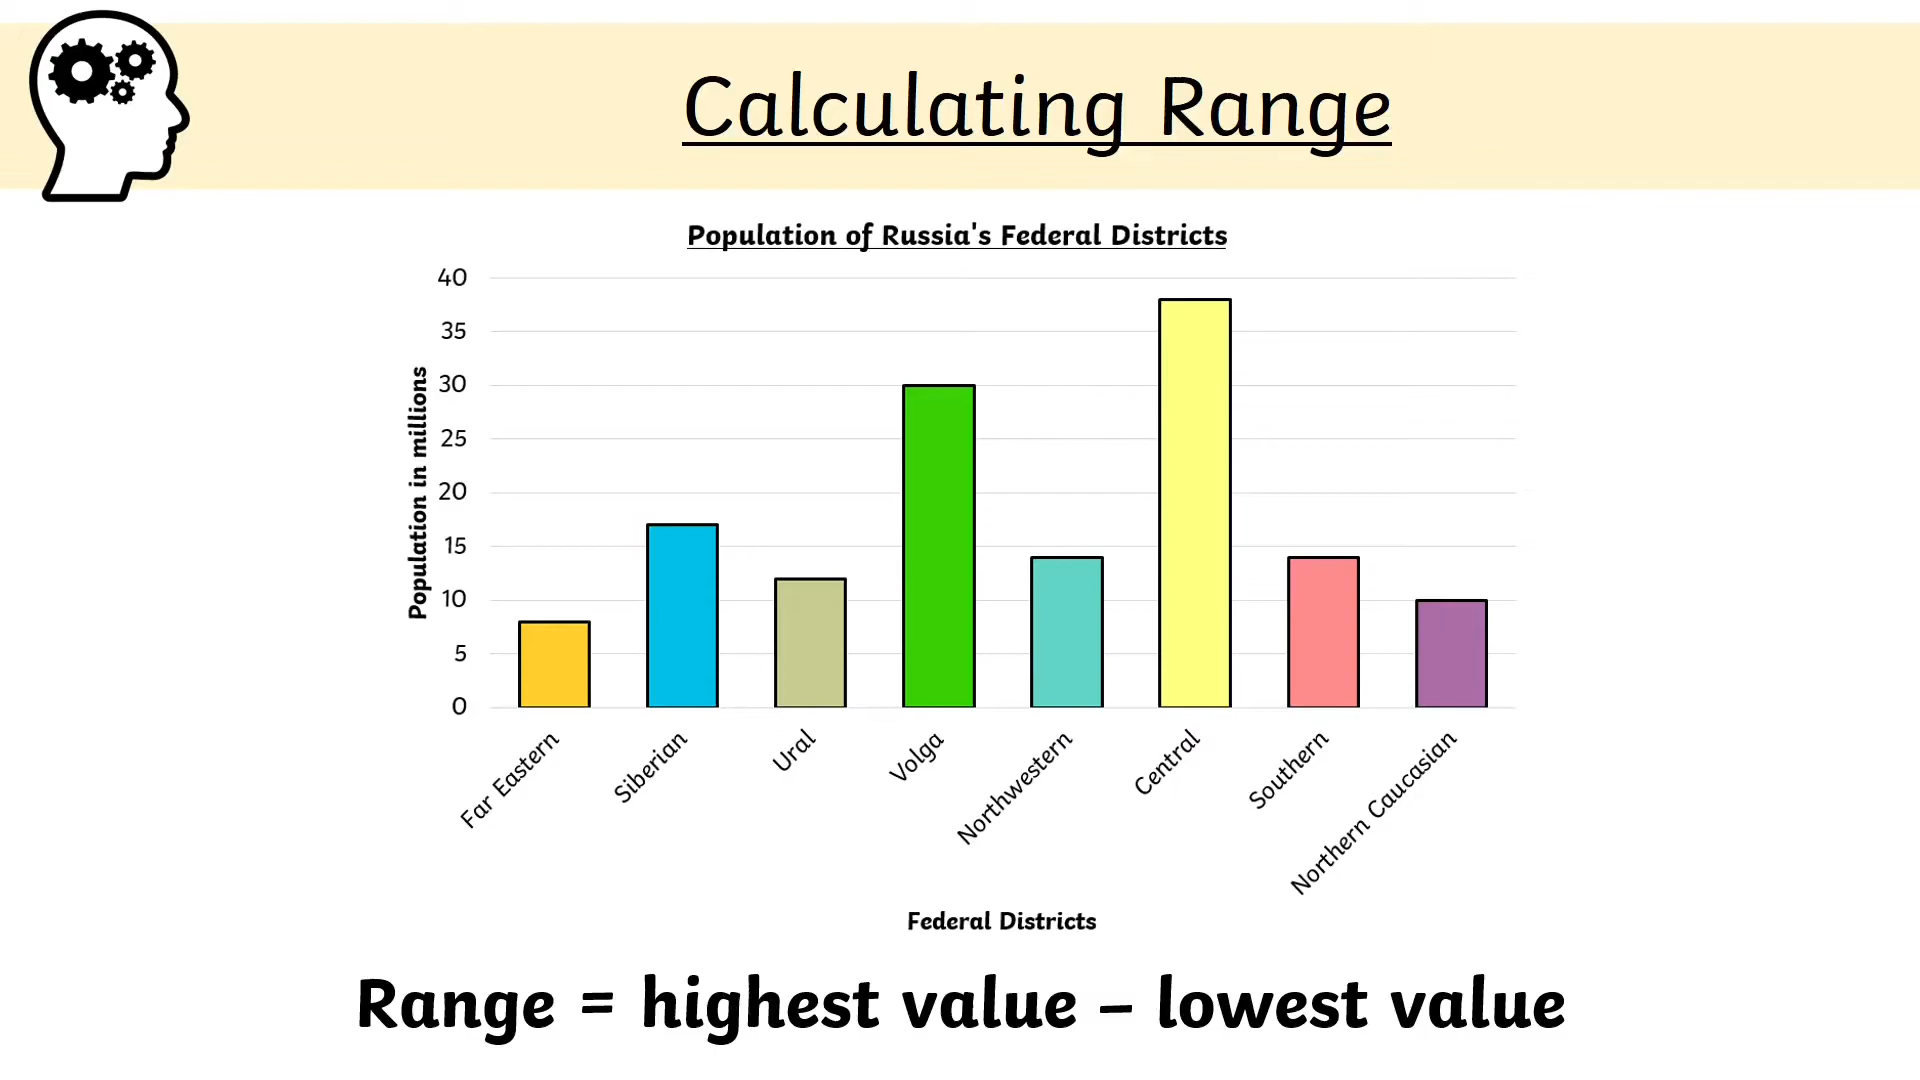 Calculating Range
Population of Russia's Federal Districts
40
35
30
25
20
15
10
5
0
Population in millions
Far Eastern
Siberian
Ural
Volga
Northwestern
Central
Southern
Northern Caucasian
Federal Districts
Range = highest value – lowest value